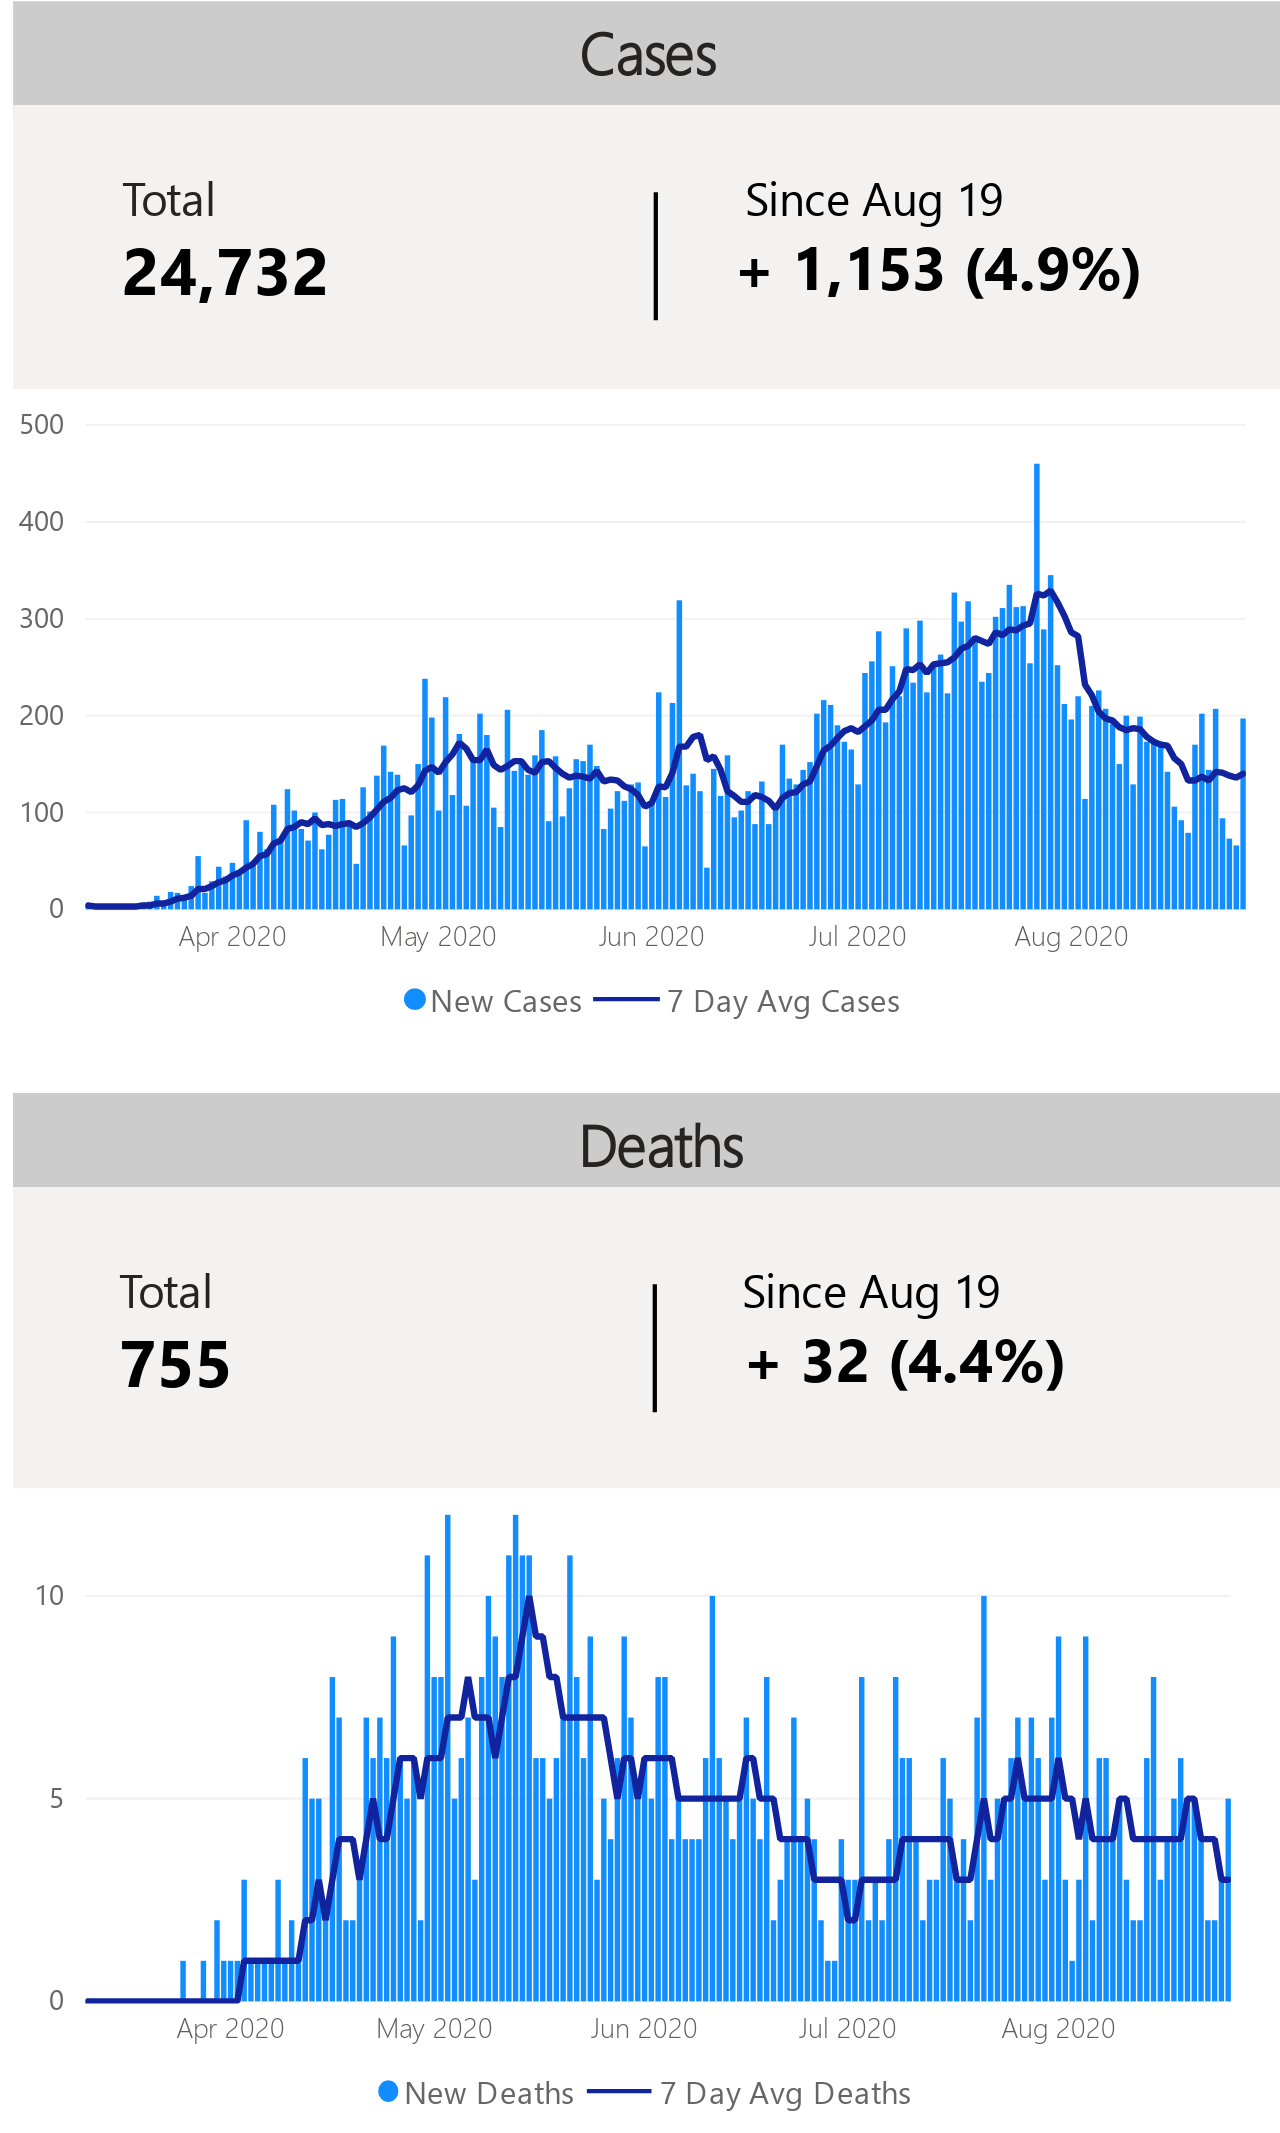 Cases
Total
24,732
Since Aug 19
+ 1,153 (4.9%)
500
400
300
200
100
0
Apr 2020 May 2020 Jun 2020 Jul 2020 Aug 2020
New Cases 7 Day Avg Cases
Deaths
Total
755
Since Aug 19
+ 32 (4.4%)
10
5
0
Apr 2020 May 2020 Jun 2020 Jul 2020 Aug 2020
New Deaths 7 Day Avg Deaths